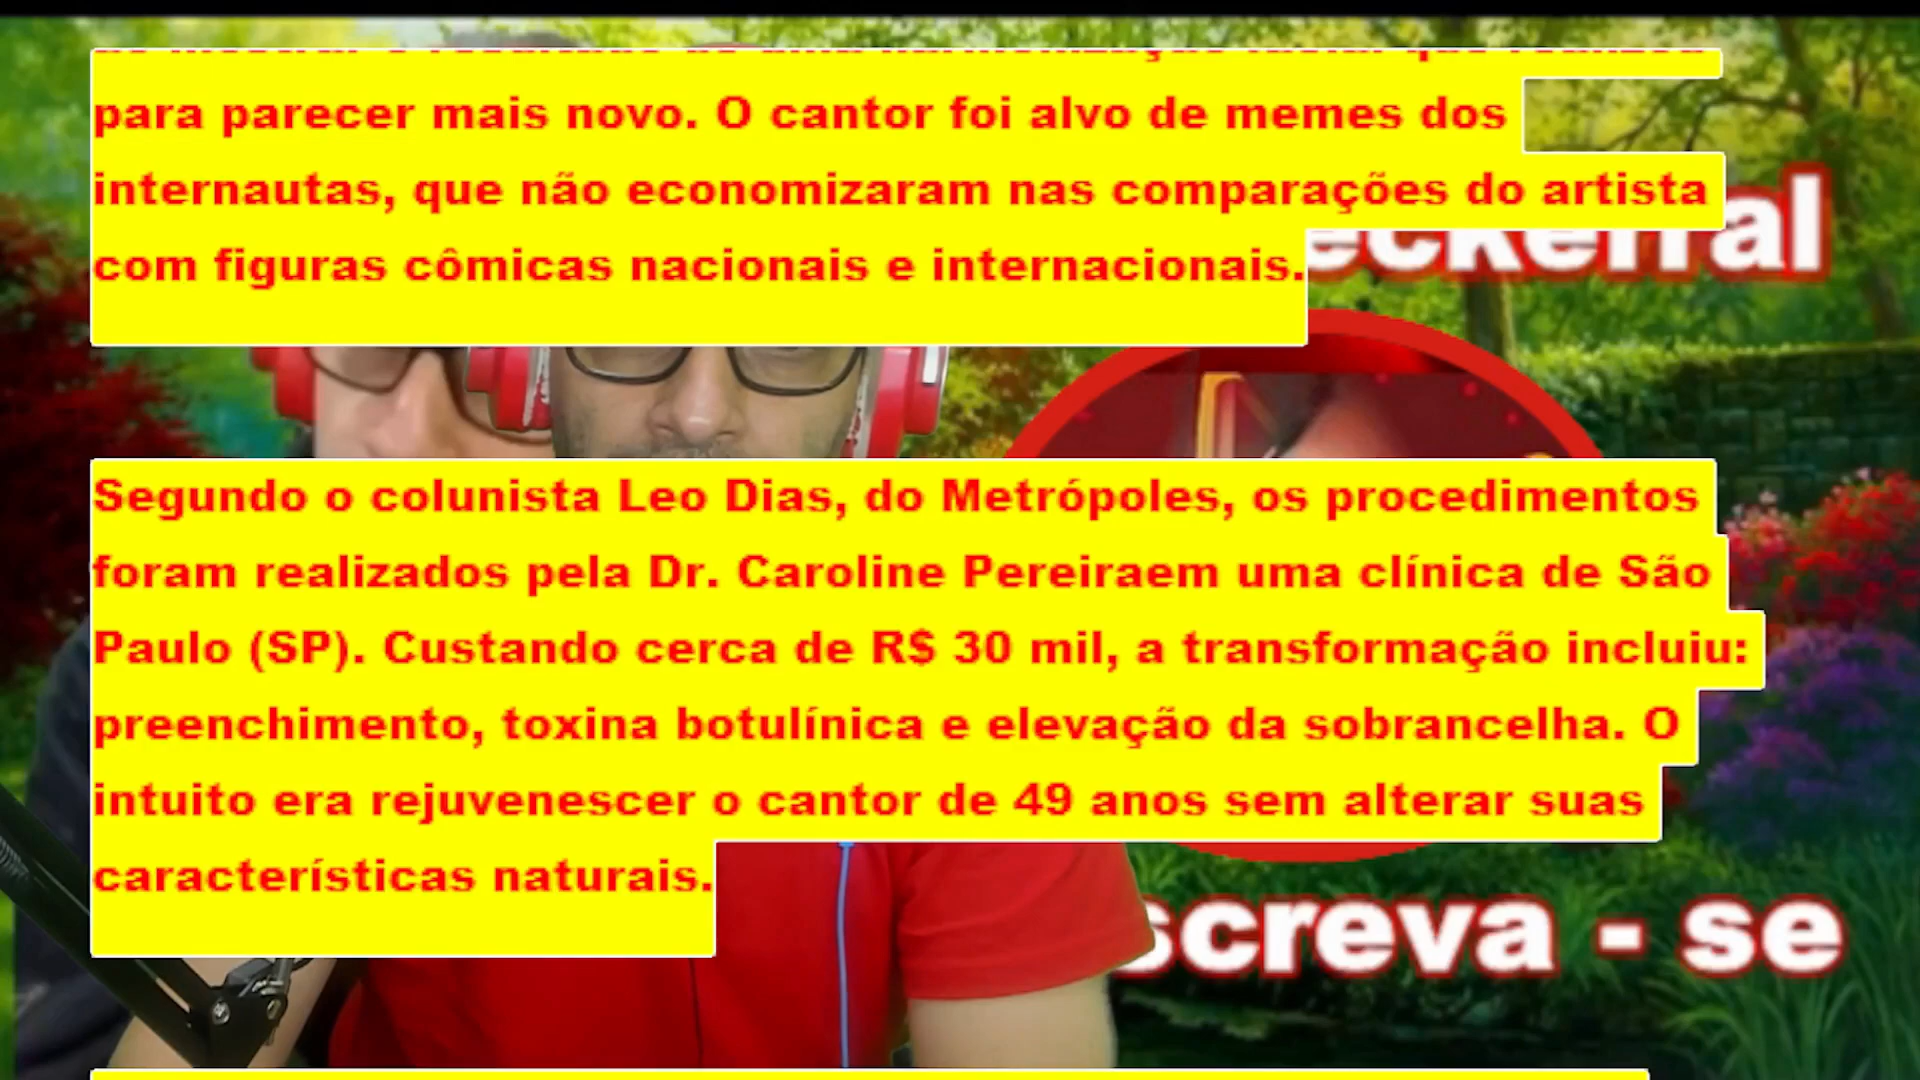 para parecer mais novo. O cantor foi alvo de memes dos
internautas, que não economizaram nas comparações do artista
com figuras cômicas nacionais e internacionais.
Segundo o colunista Leo Dias, do Metrópoles, os procedimentos
foram realizados pela Dr. Caroline Pereiraem uma clínica de São
Paulo (SP). Custando cerca de R$ 30 mil, a transformação incluiu:
preenchimento, toxina botulínica e elevação da sobrancelha. O
intuito era rejuvenescer o cantor de 49 anos sem alterar suas
características naturais.
screva - se